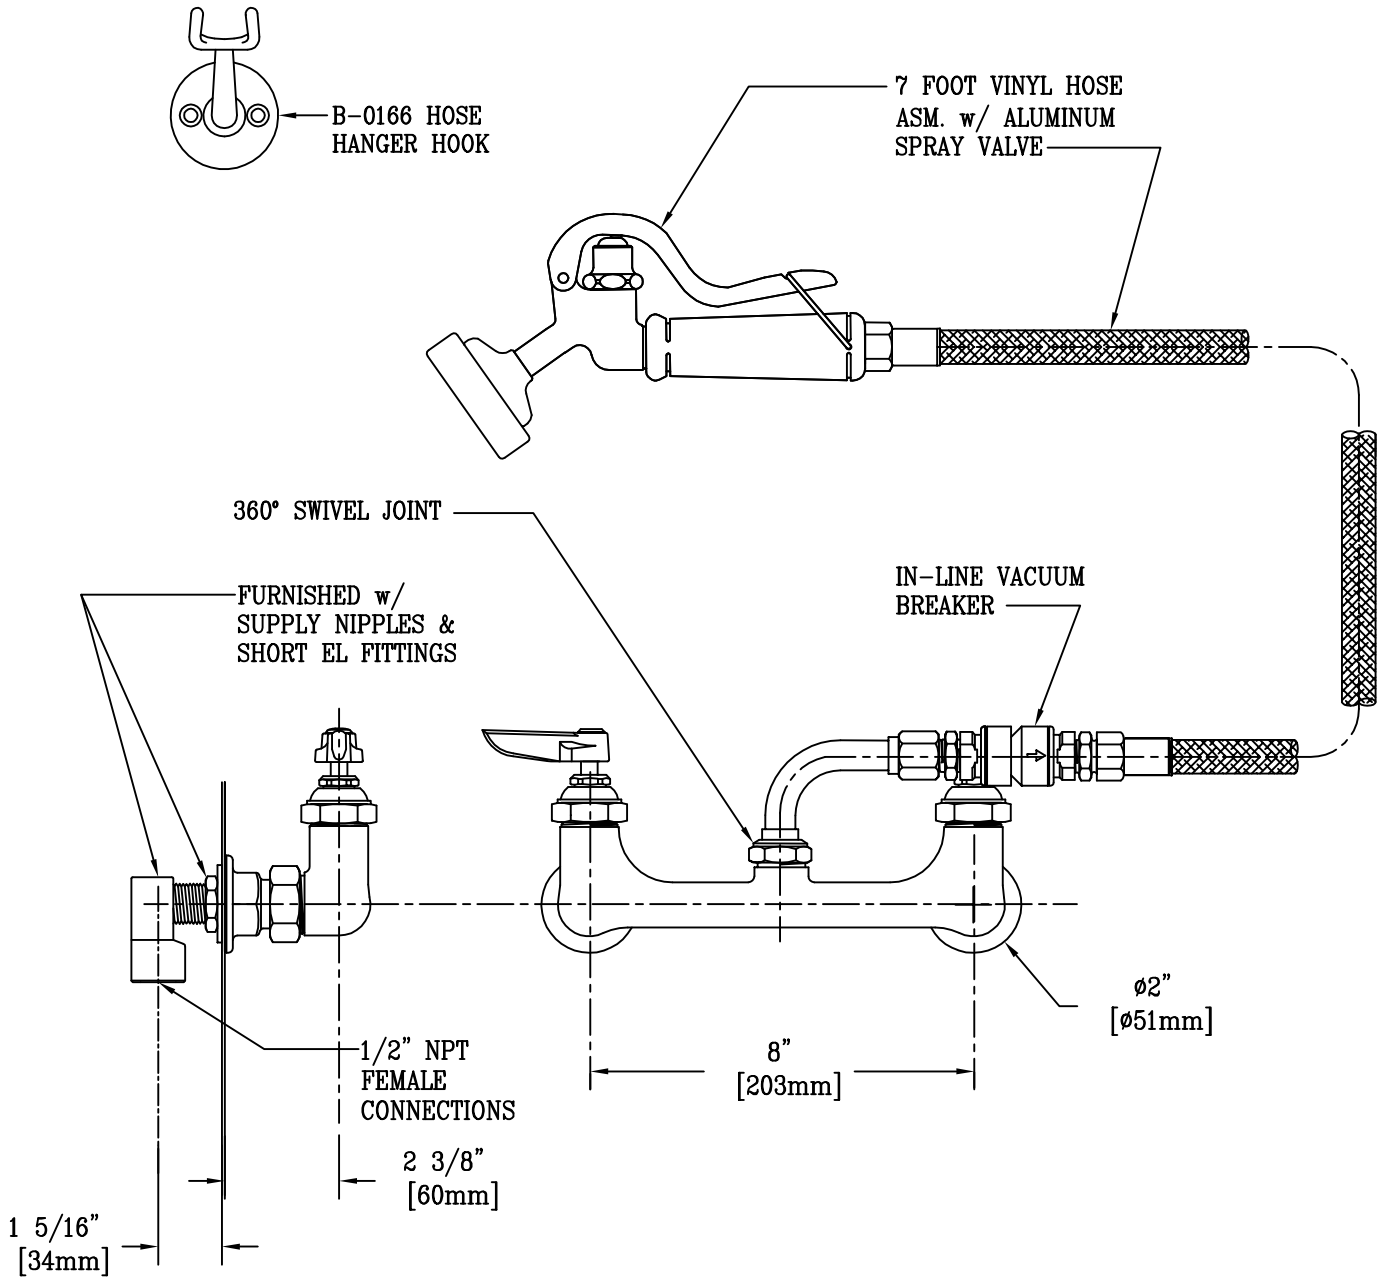 B-0166 HOSE
HANGER HOOK
7 FOOT VINYL HOSE
ASM. w/ ALUMINUM
SPRAY VALVE
360° SWIVEL JOINT
FURNISHED w/
SUPPLY NIPPLES &
SHORT EL FITTINGS
IN-LINE VACUUM
BREAKER
ø2"
[ø51mm]
8"
[203mm]
1/2" NPT
FEMALE
CONNECTIONS
2 3/8"
[60mm]
1 5/16"
[34mm]